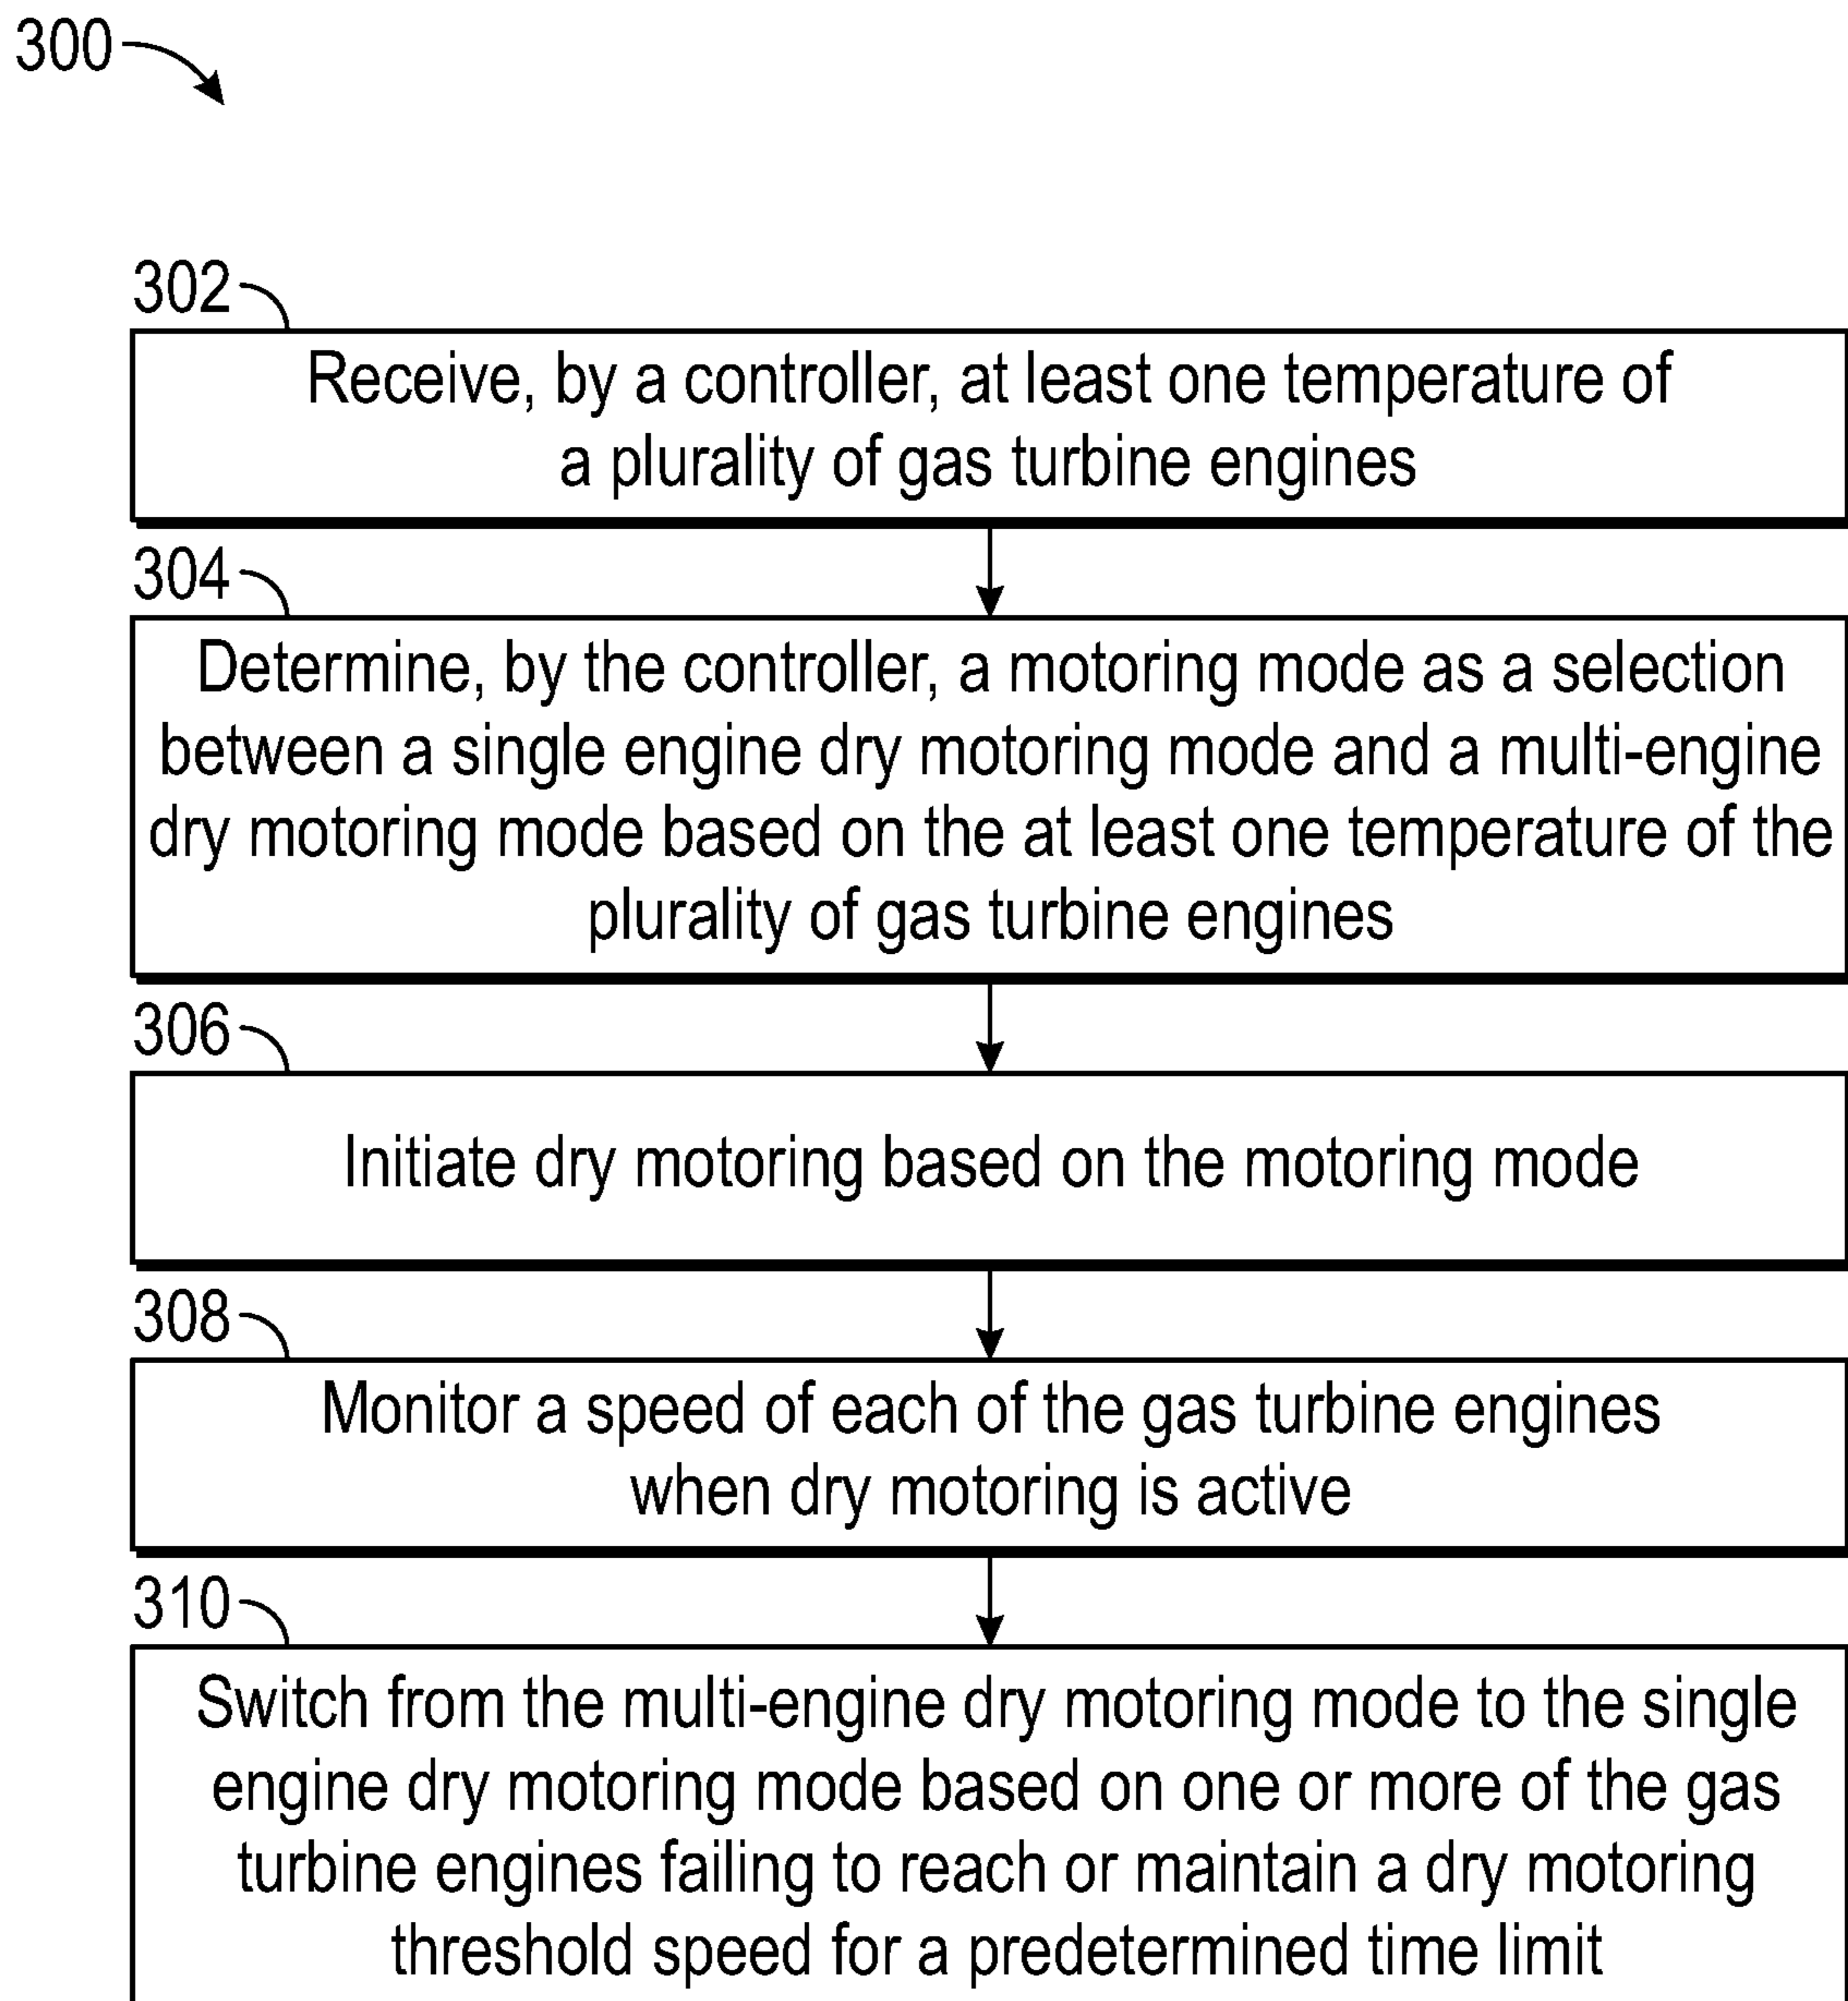 300
302
Receive, by a controller, at least one temperature of
a plurality of gas turbine engines
304
Determine, by the controller, a motoring mode as a selection
between a single engine dry motoring mode and a multi-engine
dry motoring mode based on the at least one temperature of the
plurality of gas turbine engines
306
Initiate dry motoring based on the motoring mode
308
Monitor a speed of each of the gas turbine engines
when dry motoring is active
310
Switch from the multi-engine dry motoring mode to the single
engine dry motoring mode based on one or more of the gas
turbine engines failing to reach or maintain a dry motoring
threshold speed for a predetermined time limit